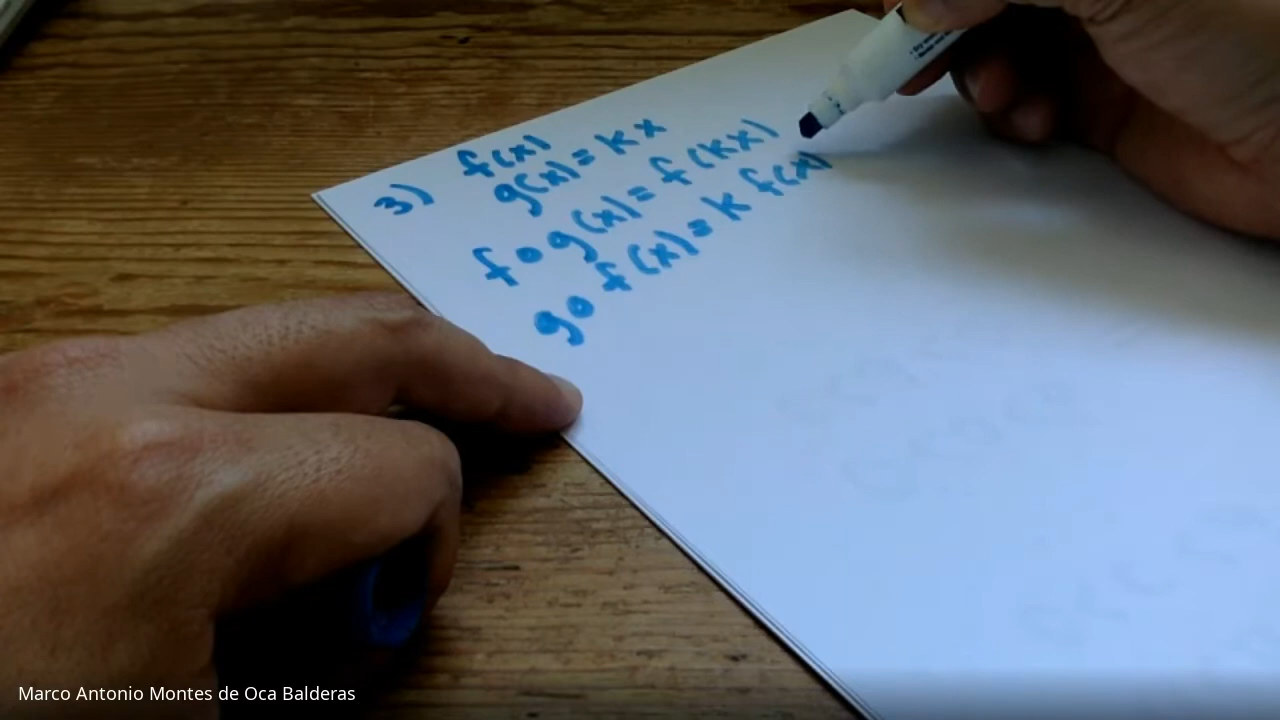 3) f(x)
g(x) = kx
f∘g(x) = f(kx)
g∘f(x) = k f(x)
Marco Antonio Montes de Oca Balderas